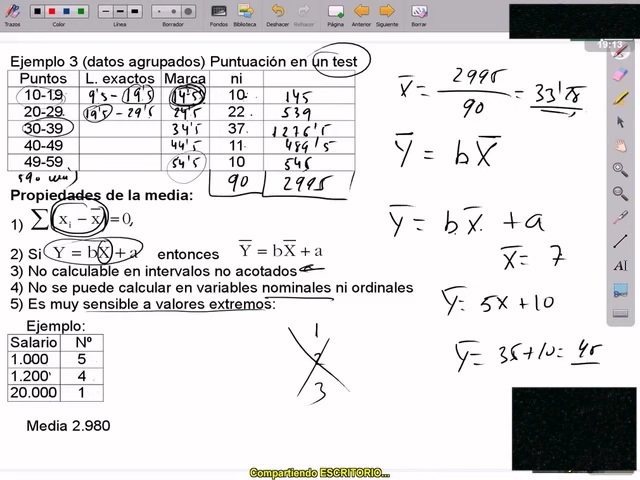 Trazos Color Línea Borrador Fondos Biblioteca Deshacer Rehacer Borrar
19:13
Ejemplo 3 (datos agrupados) Puntuación en un test
Puntos L. exactos Marca ni
10-19 9'5 - 19'5 14'5 10 145
20-29 19'5 - 29'5 24'5 22 539
30-39 34'5 37 1276'5
40-49 44'5 11 489'5
49-59 54'5 10 545
90 2995
Propiedades de la media:
1) ∑ (xᵢ − x̄) = 0,
2) Si Y = bX + a entonces Y̅ = bX̅ + a
3) No calculable en intervalos no acotados
4) No se puede calcular en variables nominales ni ordinales
5) Es muy sensible a valores extremos:
Ejemplo:
Salario Nº
1.000 5
1.200 4
20.000 1
Media 2.980
1
2
3
X̅ = 2995 / 90 = 33'28
Y̅ = bX̅
Y̅ = bX̅ + a
X̅ = 7
Y̅ = 5X + 10
Y̅ = 35 + 10 = 45
Compartiendo ESCRITORIO...